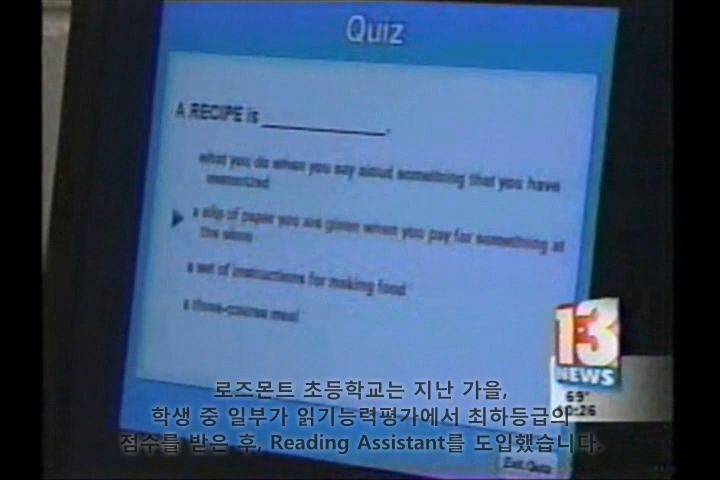 Quiz
A RECIPE is ____________.
what you do when you say aloud something that you have
memorized
a slip of paper you are given when you pay for something at
the store
a set of instructions for making food
a three-course meal
13
NEWS
69°
:26
로즈몬트 초등학교는 지난 가을,
학생 중 일부가 읽기능력평가에서 최하등급의
점수를 받은 후, Reading Assistant를 도입했습니다.
Exit Quiz